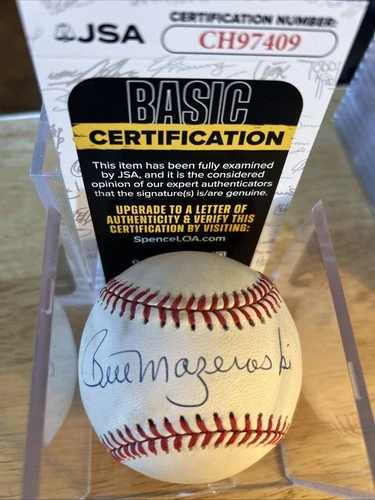 JSA
CERTIFICATION NUMBER:
CH97409
BASIC
CERTIFICATION
This item has been fully examined
by JSA, and it is the considered
opinion of our expert authenticators
that the signature(s) is/are genuine.
UPGRADE TO A LETTER OF
AUTHENTICITY & VERIFY THIS
CERTIFICATION BY VISITING:
SpenceLOA.com
Bill Mazeroski